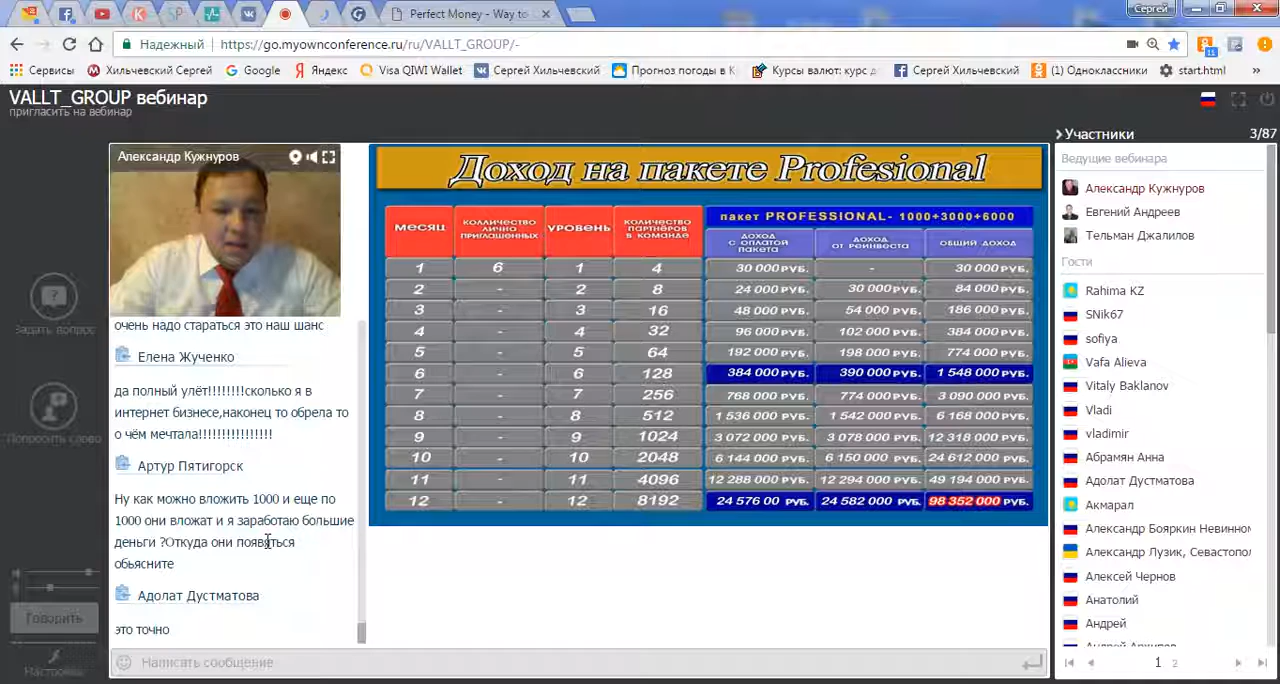 Сергей
Perfect Money - Way to
Надежный
https://go.myownconference.ru/ru/VALLT_GROUP/-
11
Сервисы
Хильчевский Сергей
Google
Яндекс
Visa QIWI Wallet
Сергей Хильчевский
Прогноз погоды в К
Курсы валют: курс д
Сергей Хильчевский
(1) Одноклассники
start.html
»
VALLT_GROUP вебинар
пригласить на вебинар
Задать вопрос
Попросить слово
Говорить
Настройки
Александр Кужнуров
очень надо стараться это наш шанс
Елена Жученко
да полный улёт!!!!!!!!сколько я в
интернет бизнесе,наконец то обрела то
о чём мечтала!!!!!!!!!!!!!!!!
Артур Пятигорск
Ну как можно вложить 1000 и еще по
1000 они вложат и я заработаю большие
деньги ?Откуда они появяться
обьясните
Адолат Дустматова
это точно
Написать сообщение
Доход на пакете Profesional
МЕСЯЦ
КОЛЛИЧЕСТВО
ЛИЧНО
ПРИГЛАШЕННЫХ
УРОВЕНЬ
КОЛИЧЕСТВО
ПАРТНЁРОВ
В КОМАНДЕ
пакет PROFESSIONAL- 1000+3000+6000
ДОХОД
С ОПЛАТОЙ
ПАКЕТА
ДОХОД
ОТ РЕИНВЕСТА
ОБЩИЙ ДОХОД
1 6 1 4 30 000 РУБ. - 30 000 РУБ.
2 - 2 8 24 000 РУБ. 30 000 РУБ. 84 000 РУБ.
3 - 3 16 48 000 РУБ. 54 000 РУБ. 186 000 РУБ.
4 - 4 32 96 000 РУБ. 102 000 РУБ. 384 000 РУБ.
5 - 5 64 192 000 РУБ. 198 000 РУБ. 774 000 РУБ.
6 - 6 128 384 000 РУБ. 390 000 РУБ. 1 548 000 РУБ.
7 - 7 256 768 000 РУБ. 774 000 РУБ. 3 090 000 РУБ.
8 - 8 512 1 536 000 РУБ. 1 542 000 РУБ. 6 168 000 РУБ.
9 - 9 1024 3 072 000 РУБ. 3 078 000 РУБ. 12 318 000 РУБ.
10 - 10 2048 6 144 000 РУБ. 6 150 000 РУБ. 24 612 000 РУБ.
11 - 11 4096 12 288 000 РУБ. 12 294 000 РУБ. 49 194 000 РУБ.
12 - 12 8192 24 576 00 РУБ. 24 582 000 РУБ. 98 352 000 РУБ.
Участники 3/87
Ведущие вебинара
Александр Кужнуров
Евгений Андреев
Тельман Джалилов
Гости
Rahima KZ
SNik67
sofiya
Vafa Alieva
Vitaly Baklanov
Vladi
vladimir
Абрамян Анна
Адолат Дустматова
Акмарал
Александр Бояркин Невинном
Александр Лузик, Севастопол
Алексей Чернов
Анатолий
Андрей
Андрей Архипов
1 2